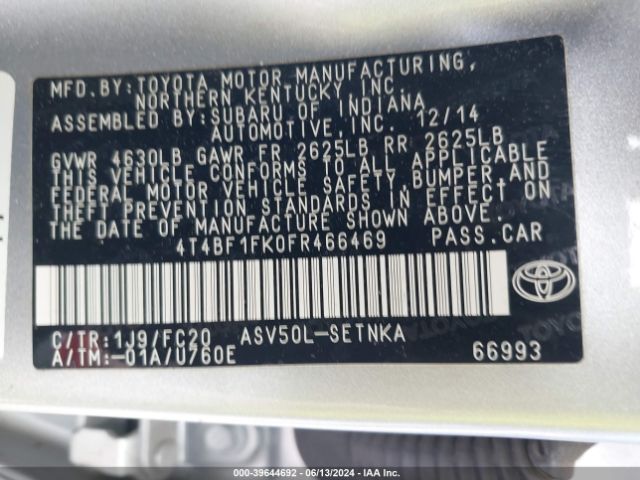 MFD.BY:TOYOTA MOTOR MANUFACTURING,
NORTHERN KENTUCKY,INC.
ASSEMBLED BY:SUBARU OF INDIANA
AUTOMOTIVE,INC. 12/14
GVWR 4630LB GAWR FR 2625LB RR 2625LB
THIS VEHICLE CONFORMS TO ALL APPLICABLE
FEDERAL MOTOR VEHICLE SAFETY,BUMPER,AND
THEFT PREVENTION STANDARDS IN EFFECT ON
THE DATE OF MANUFACTURE SHOWN ABOVE.
4T4BF1FK0FR466469 PASS.CAR
C/TR:1J9/FC20 ASV50L-SETNKA
A/TM:-01A/U760E 66993
000-39644692 / 06/13/2024 / IAA Inc.